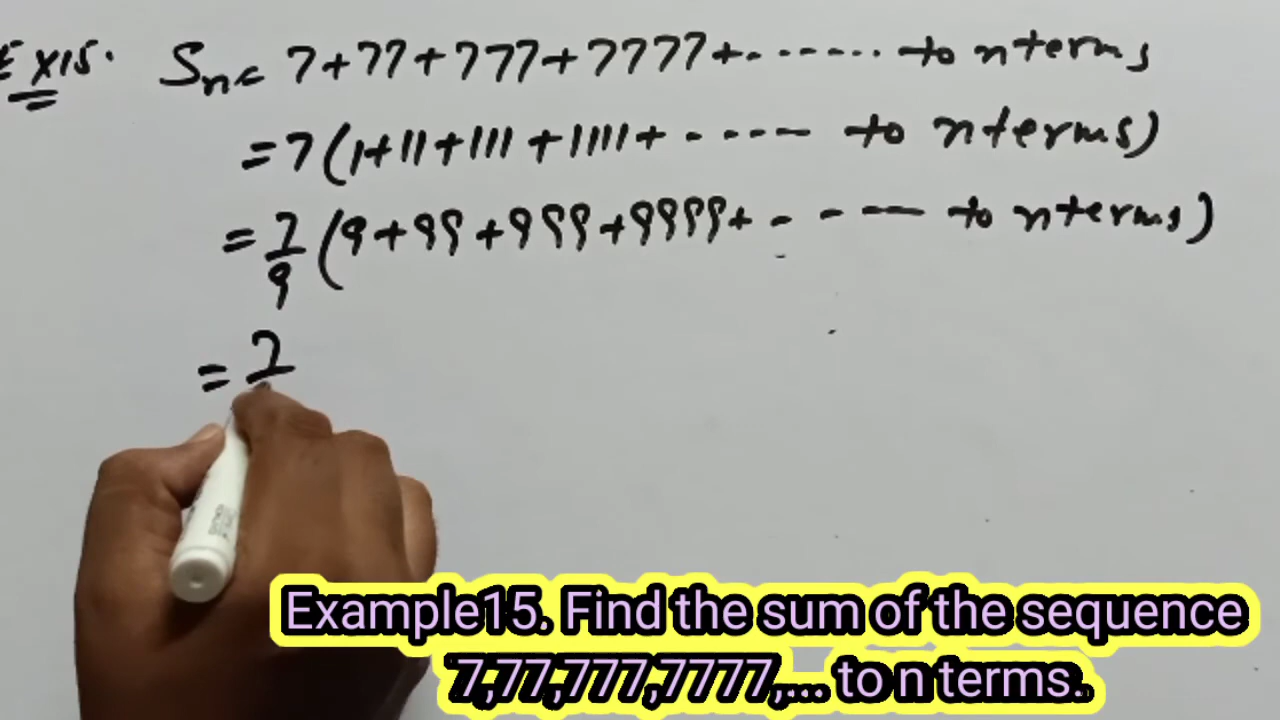 Ex15. Sn = 7+77+777+7777+....... to n terms
= 7(1+11+111+1111+ ..... to n terms)
= 7/9 (9+99+999+9999+ .... to n terms)
= 7
Example15. Find the sum of the sequence
7,77,777,7777,... to n terms.